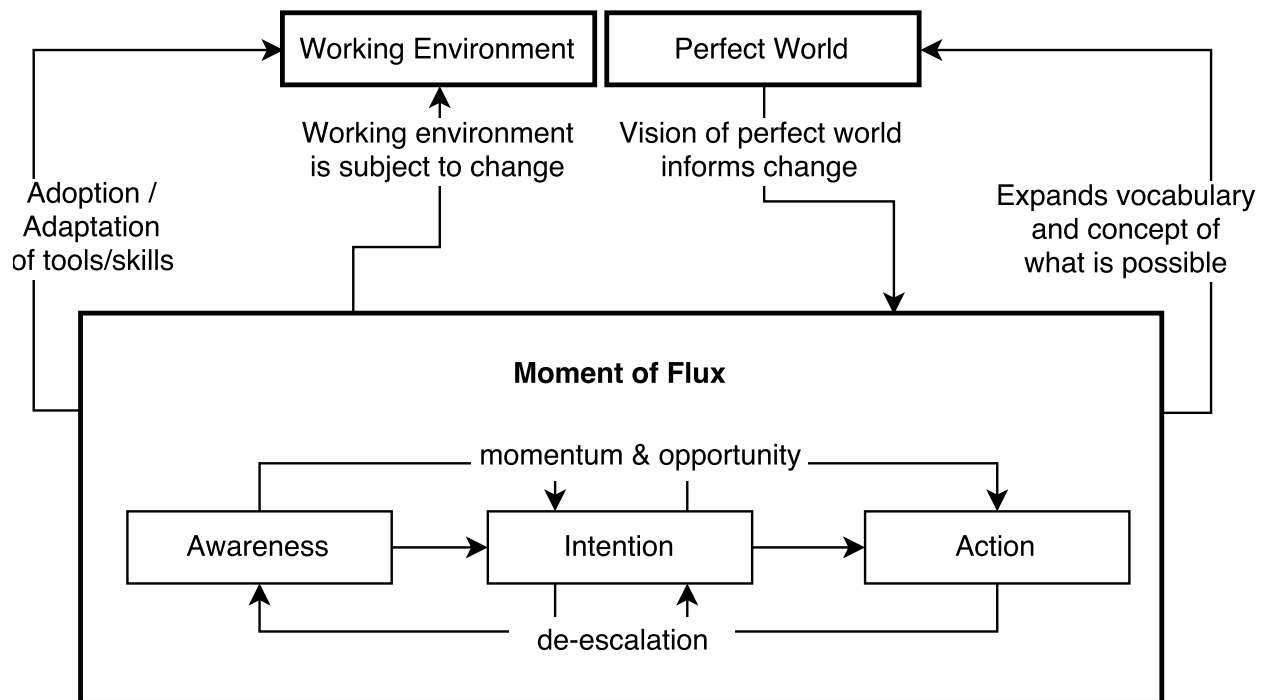 Working Environment
Perfect World
Working environment
is subject to change
Vision of perfect world
informs change
Adoption /
Adaptation
of tools/skills
Expands vocabulary
and concept of
what is possible
Moment of Flux
momentum & opportunity
Awareness
Intention
Action
de-escalation